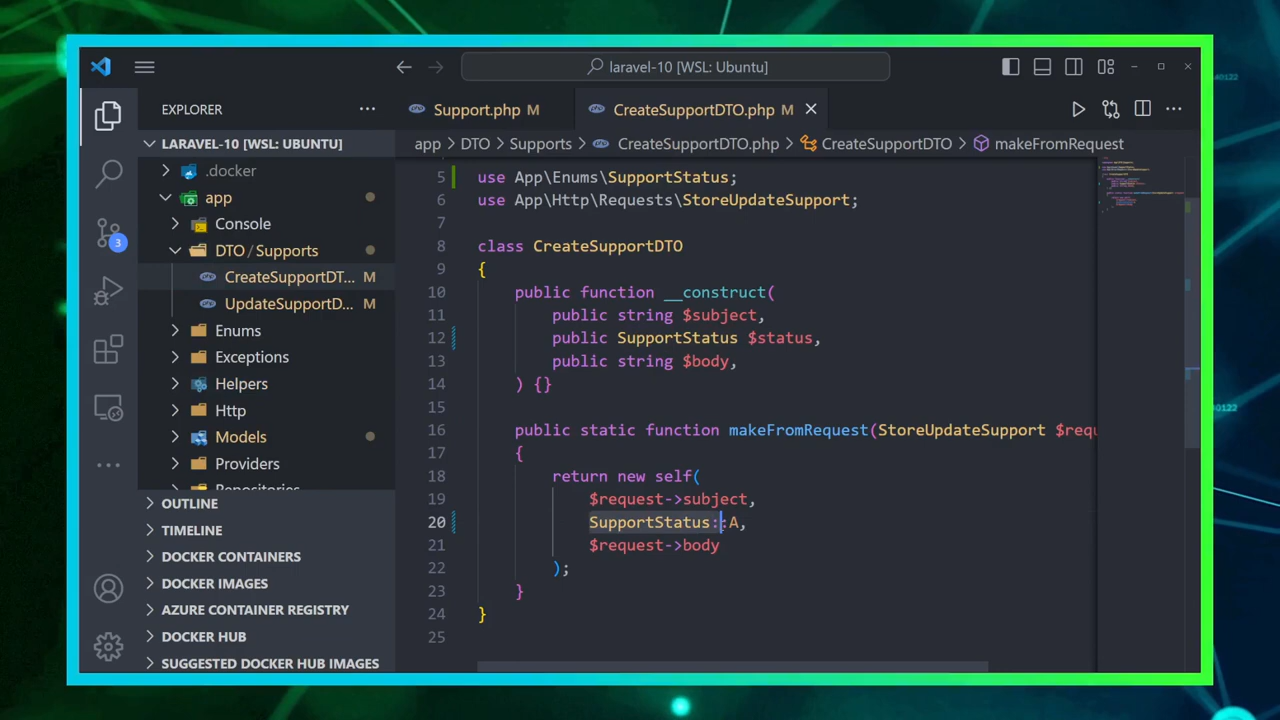 laravel-10 [WSL: Ubuntu]
EXPLORER
Support.php M
CreateSupportDTO.php M
LARAVEL-10 [WSL: UBUNTU]
app > DTO > Supports > CreateSupportDTO.php > CreateSupportDTO > makeFromRequest
.docker
app
Console
DTO / Supports
CreateSupportDT... M
UpdateSupportD... M
Enums
Exceptions
Helpers
Http
Models
Providers
Repositories
OUTLINE
TIMELINE
DOCKER CONTAINERS
DOCKER IMAGES
AZURE CONTAINER REGISTRY
DOCKER HUB
SUGGESTED DOCKER HUB IMAGES
3
5 use App\Enums\SupportStatus;
6 use App\Http\Requests\StoreUpdateSupport;
7
8 class CreateSupportDTO
9 {
10 public function __construct(
11 public string $subject,
12 public SupportStatus $status,
13 public string $body,
14 ) {}
15
16 public static function makeFromRequest(StoreUpdateSupport $requ
17 {
18 return new self(
19 $request->subject,
20 SupportStatus::A,
21 $request->body
22 );
23 }
24 }
25